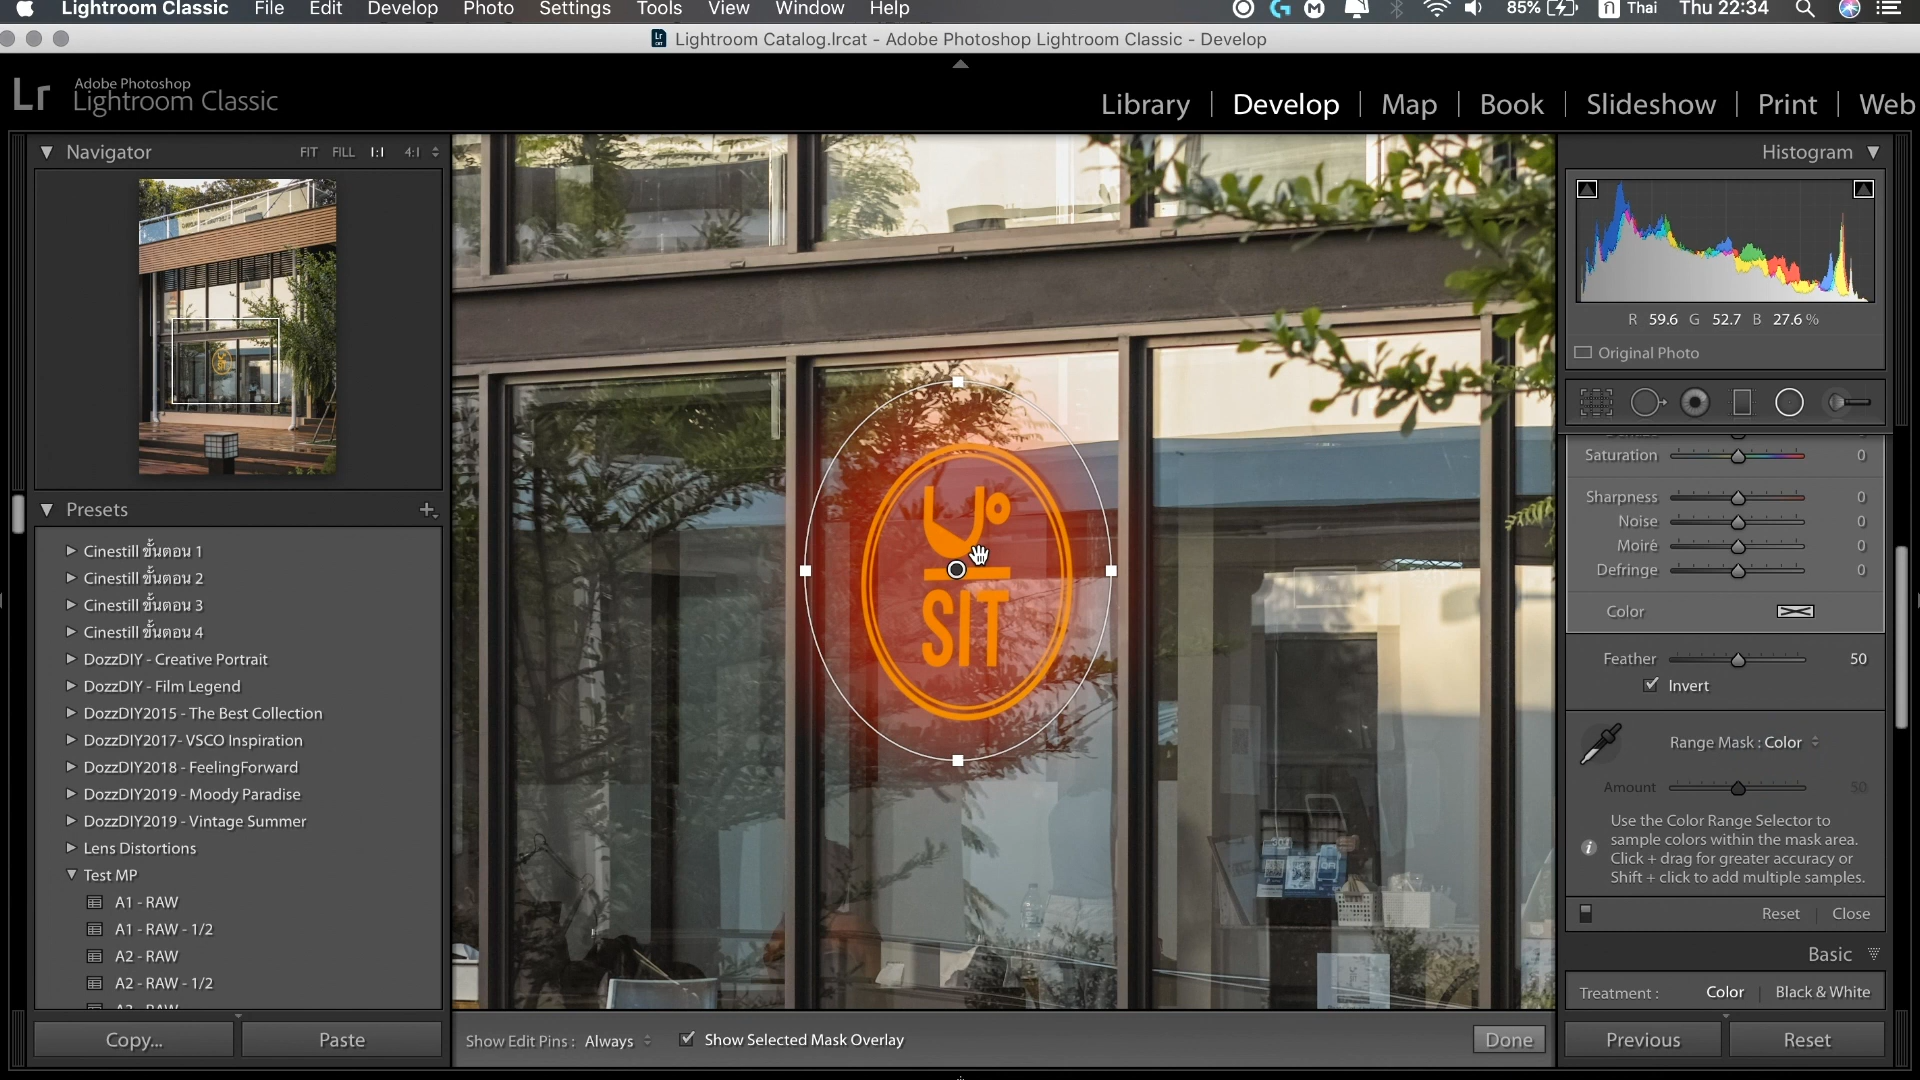 Lightroom Classic File Edit Develop Photo Settings Tools View Window Help 85% ก Thai Thu 22:34
Lightroom Catalog.lrcat - Adobe Photoshop Lightroom Classic - Develop
Lr Adobe Photoshop
Lightroom Classic
Library | Develop | Map | Book | Slideshow | Print | Web
Navigator FIT FILL 1:1 4:1
Presets +
Cinestill ขั้นตอน 1
Cinestill ขั้นตอน 2
Cinestill ขั้นตอน 3
Cinestill ขั้นตอน 4
DozzDIY - Creative Portrait
DozzDIY - Film Legend
DozzDIY2015 - The Best Collection
DozzDIY2017- VSCO Inspiration
DozzDIY2018 - FeelingForward
DozzDIY2019 - Moody Paradise
DozzDIY2019 - Vintage Summer
Lens Distortions
Test MP
A1 - RAW
A1 - RAW - 1/2
A2 - RAW
A2 - RAW - 1/2
Copy... Paste
SIT
Show Edit Pins : Always Show Selected Mask Overlay Done
Histogram
R 59.6 G 52.7 B 27.6 %
Original Photo
Saturation 0
Sharpness 0
Noise 0
Moiré 0
Defringe 0
Color
Feather 50
Invert
Range Mask : Color
Amount 50
Use the Color Range Selector to
sample colors within the mask area.
Click + drag for greater accuracy or
Shift + click to add multiple samples.
Reset Close
Basic
Treatment : Color | Black & White
Previous Reset